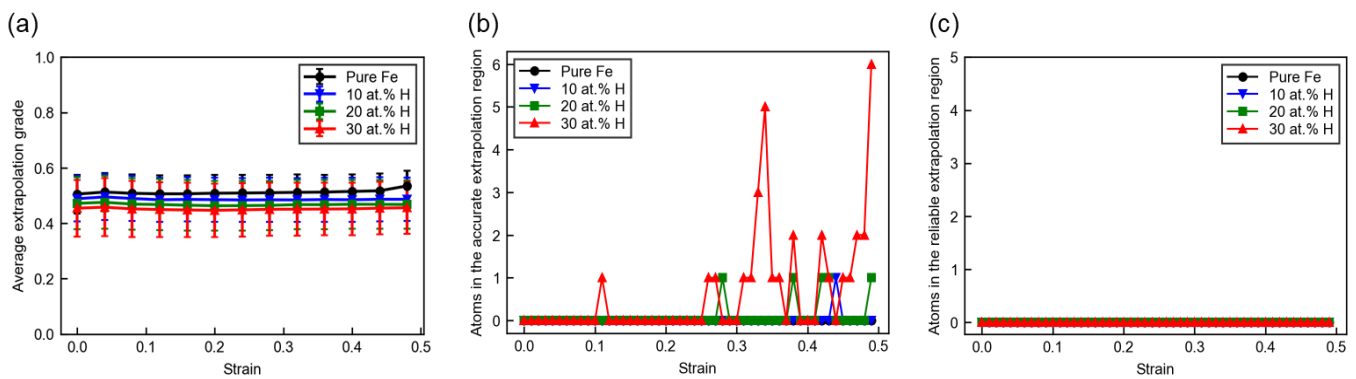 (a)
Average extrapolation grade
1.0
0.8
0.6
0.4
0.2
0.0
0.0 0.1 0.2 0.3 0.4 0.5
Strain
Pure Fe
10 at.% H
20 at.% H
30 at.% H
(b)
Atoms in the accurate extrapolation region
6
5
4
3
2
1
0
0.0 0.1 0.2 0.3 0.4 0.5
Strain
Pure Fe
10 at.% H
20 at.% H
30 at.% H
(c)
Atoms in the reliable extrapolation region
5
4
3
2
1
0
0.0 0.1 0.2 0.3 0.4 0.5
Strain
Pure Fe
10 at.% H
20 at.% H
30 at.% H